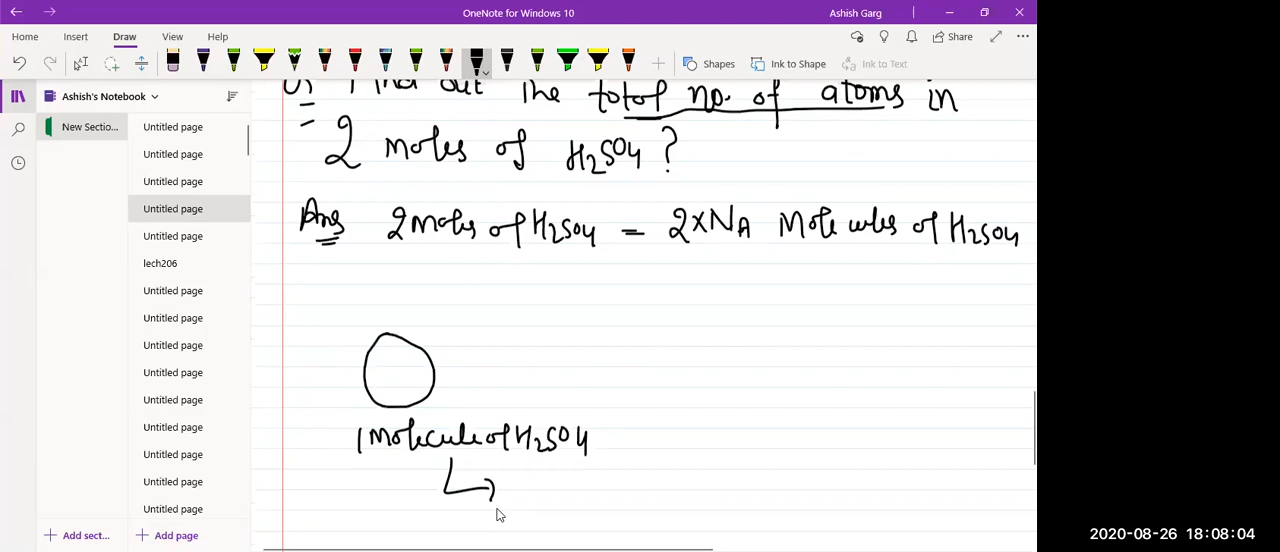 OneNote for Windows 10
Ashish Garg
Home Insert Draw View Help
Share
Shapes Ink to Shape Ink to Text
Ashish's Notebook
New Sectio...
Untitled page
Untitled page
Untitled page
Untitled page
Untitled page
lech206
Untitled page
Untitled page
Untitled page
Untitled page
Untitled page
Untitled page
Untitled page
Untitled page
Untitled page
Add sect...
Add page
Find out the total no. of atoms in
2 moles of H2SO4 ?
Ans 2 Moles of H2SO4 = 2xNA Molecules of H2SO4
1 Molecule of H2SO4
2020-08-26 18:08:04